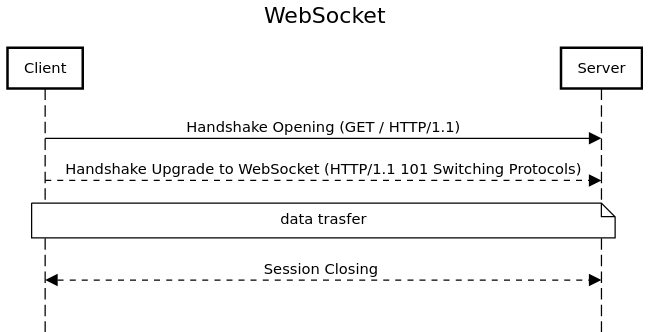 WebSocket
Client
Server
Handshake Opening (GET / HTTP/1.1)
Handshake Upgrade to WebSocket (HTTP/1.1 101 Switching Protocols)
data trasfer
Session Closing